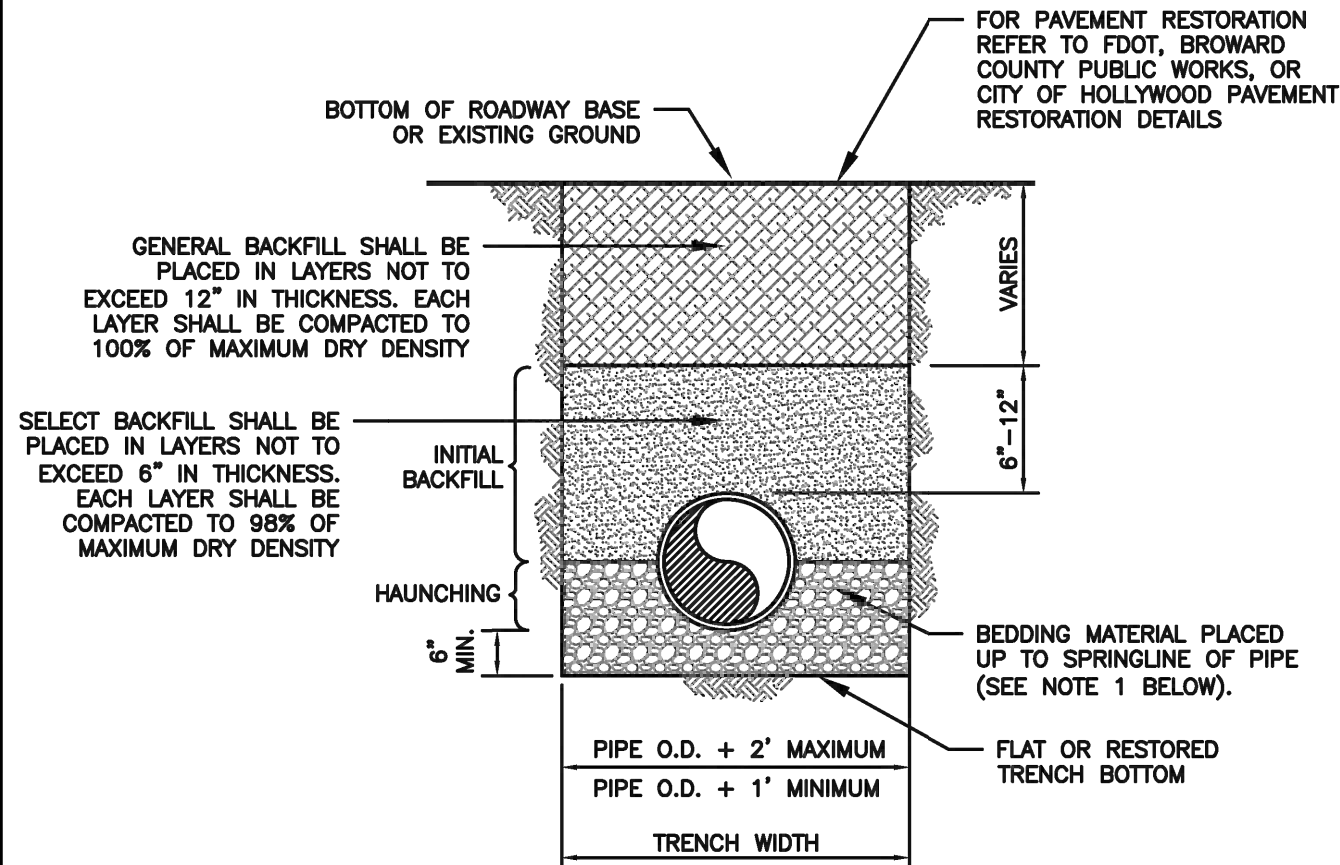 FOR PAVEMENT RESTORATION
REFER TO FDOT, BROWARD
COUNTY PUBLIC WORKS, OR
CITY OF HOLLYWOOD PAVEMENT
RESTORATION DETAILS
BOTTOM OF ROADWAY BASE
OR EXISTING GROUND
GENERAL BACKFILL SHALL BE
PLACED IN LAYERS NOT TO
EXCEED 12" IN THICKNESS. EACH
LAYER SHALL BE COMPACTED TO
100% OF MAXIMUM DRY DENSITY
VARIES
SELECT BACKFILL SHALL BE
PLACED IN LAYERS NOT TO
EXCEED 6" IN THICKNESS.
EACH LAYER SHALL BE
COMPACTED TO 98% OF
MAXIMUM DRY DENSITY
INITIAL
BACKFILL
6"-12"
HAUNCHING
6"
MIN.
BEDDING MATERIAL PLACED
UP TO SPRINGLINE OF PIPE
(SEE NOTE 1 BELOW).
FLAT OR RESTORED
TRENCH BOTTOM
PIPE O.D. + 2' MAXIMUM
PIPE O.D. + 1' MINIMUM
TRENCH WIDTH